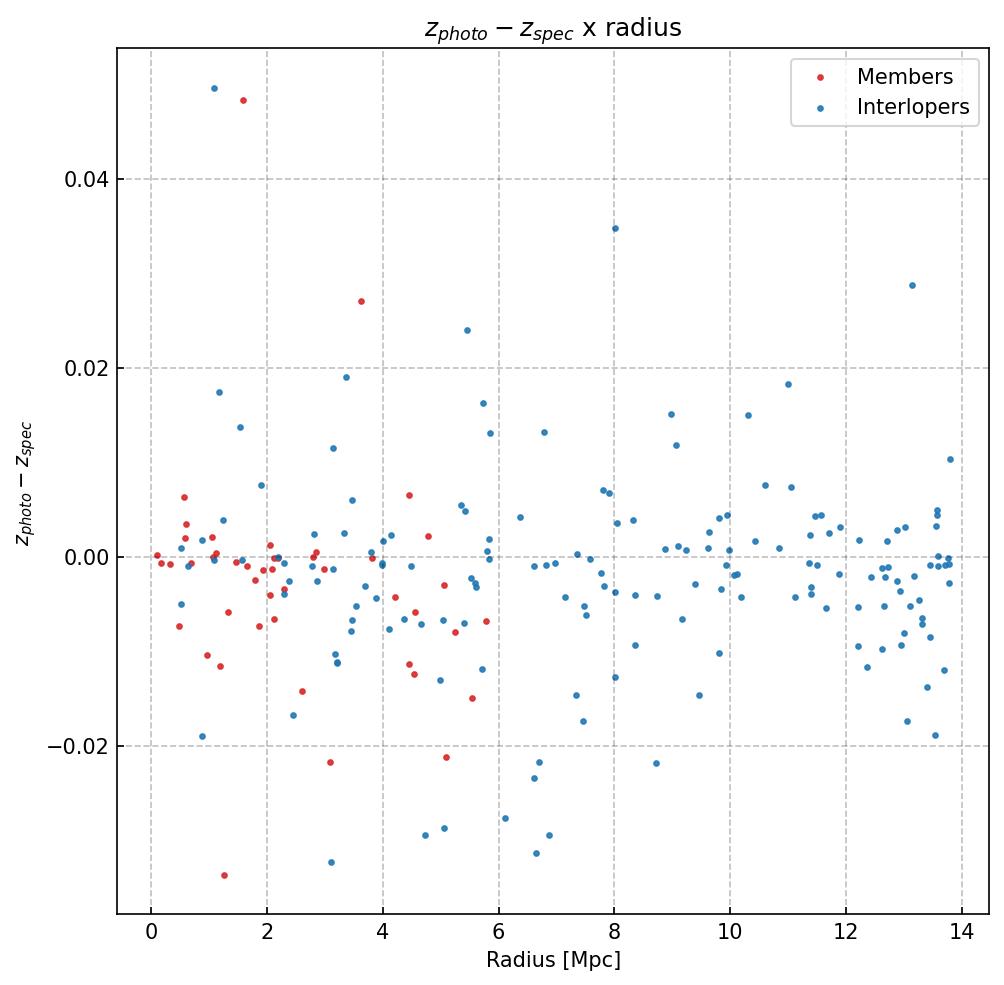 z_photo − z_spec x radius
Members
Interlopers
z_photo − z_spec
0.04
0.02
0.00
−0.02
0 2 4 6 8 10 12 14
Radius [Mpc]